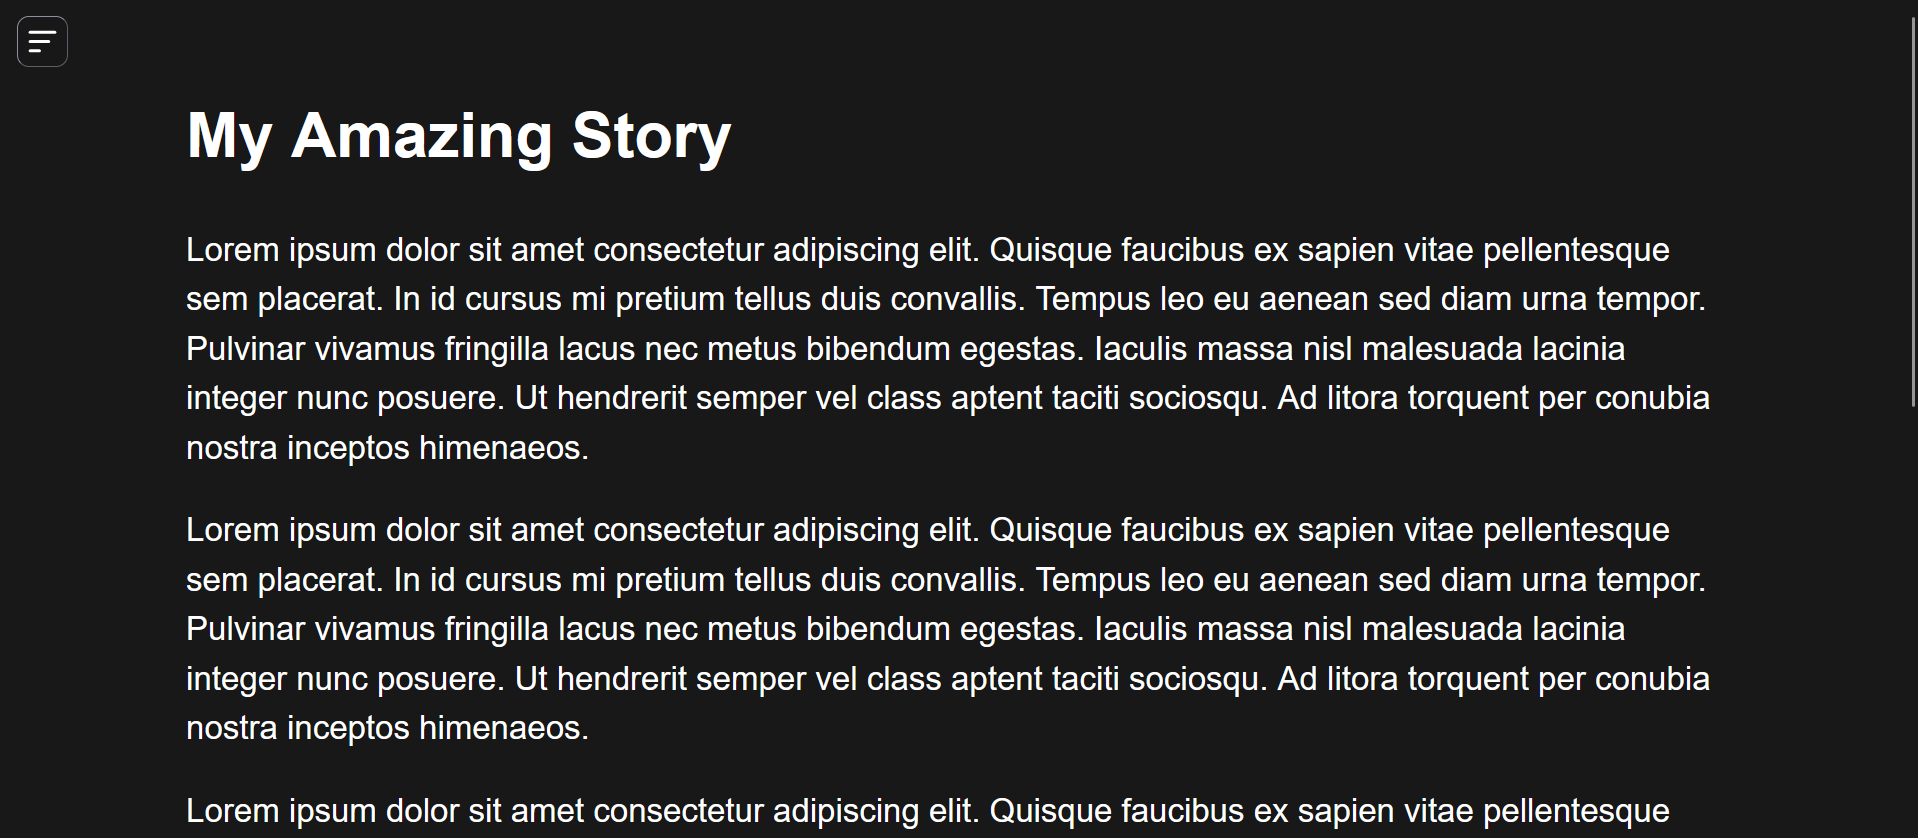 My Amazing Story
Lorem ipsum dolor sit amet consectetur adipiscing elit. Quisque faucibus ex sapien vitae pellentesque
sem placerat. In id cursus mi pretium tellus duis convallis. Tempus leo eu aenean sed diam urna tempor.
Pulvinar vivamus fringilla lacus nec metus bibendum egestas. Iaculis massa nisl malesuada lacinia
integer nunc posuere. Ut hendrerit semper vel class aptent taciti sociosqu. Ad litora torquent per conubia
nostra inceptos himenaeos.
Lorem ipsum dolor sit amet consectetur adipiscing elit. Quisque faucibus ex sapien vitae pellentesque
sem placerat. In id cursus mi pretium tellus duis convallis. Tempus leo eu aenean sed diam urna tempor.
Pulvinar vivamus fringilla lacus nec metus bibendum egestas. Iaculis massa nisl malesuada lacinia
integer nunc posuere. Ut hendrerit semper vel class aptent taciti sociosqu. Ad litora torquent per conubia
nostra inceptos himenaeos.
Lorem ipsum dolor sit amet consectetur adipiscing elit. Quisque faucibus ex sapien vitae pellentesque